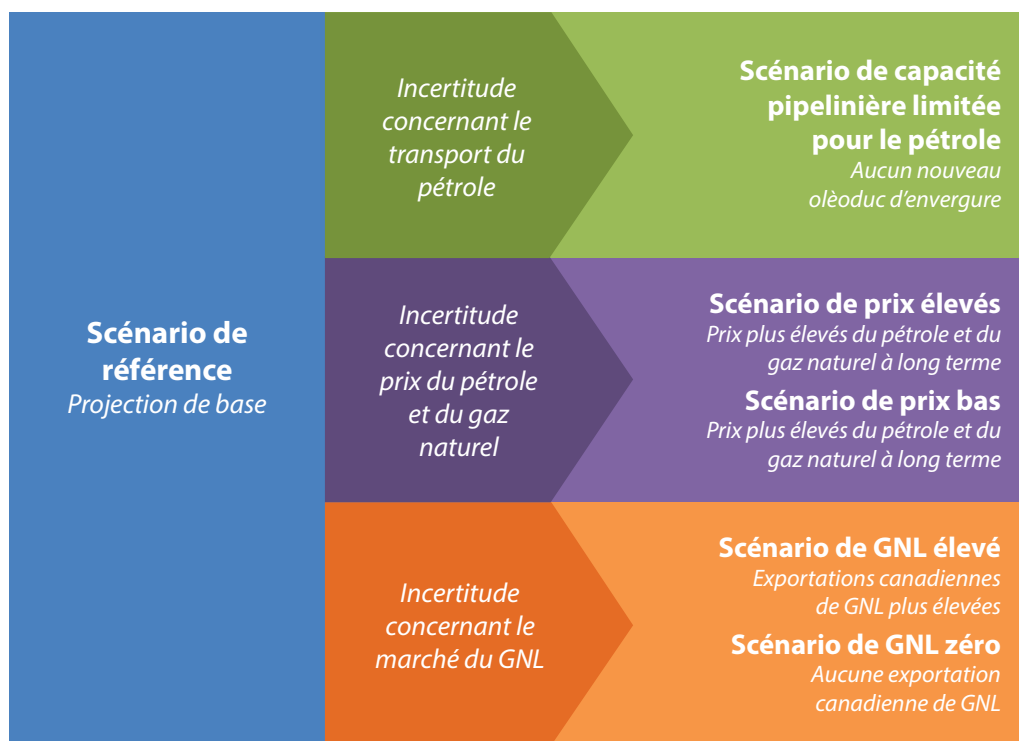 Scénario de
référence
Projection de base
Incertitude
concernant le
transport du
pétrole
Scénario de capacité
pipelinière limitée
pour le pétrole
Aucun nouveau
olèoduc d’envergure
Incertitude
concernant le
prix du pétrole
et du gaz
naturel
Scénario de prix élevés
Prix plus élevés du pétrole et du
gaz naturel à long terme
Scénario de prix bas
Prix plus élevés du pétrole et du
gaz naturel à long terme
Incertitude
concernant le
marché du GNL
Scénario de GNL élevé
Exportations canadiennes
de GNL plus élevées
Scénario de GNL zéro
Aucune exportation
canadienne de GNL